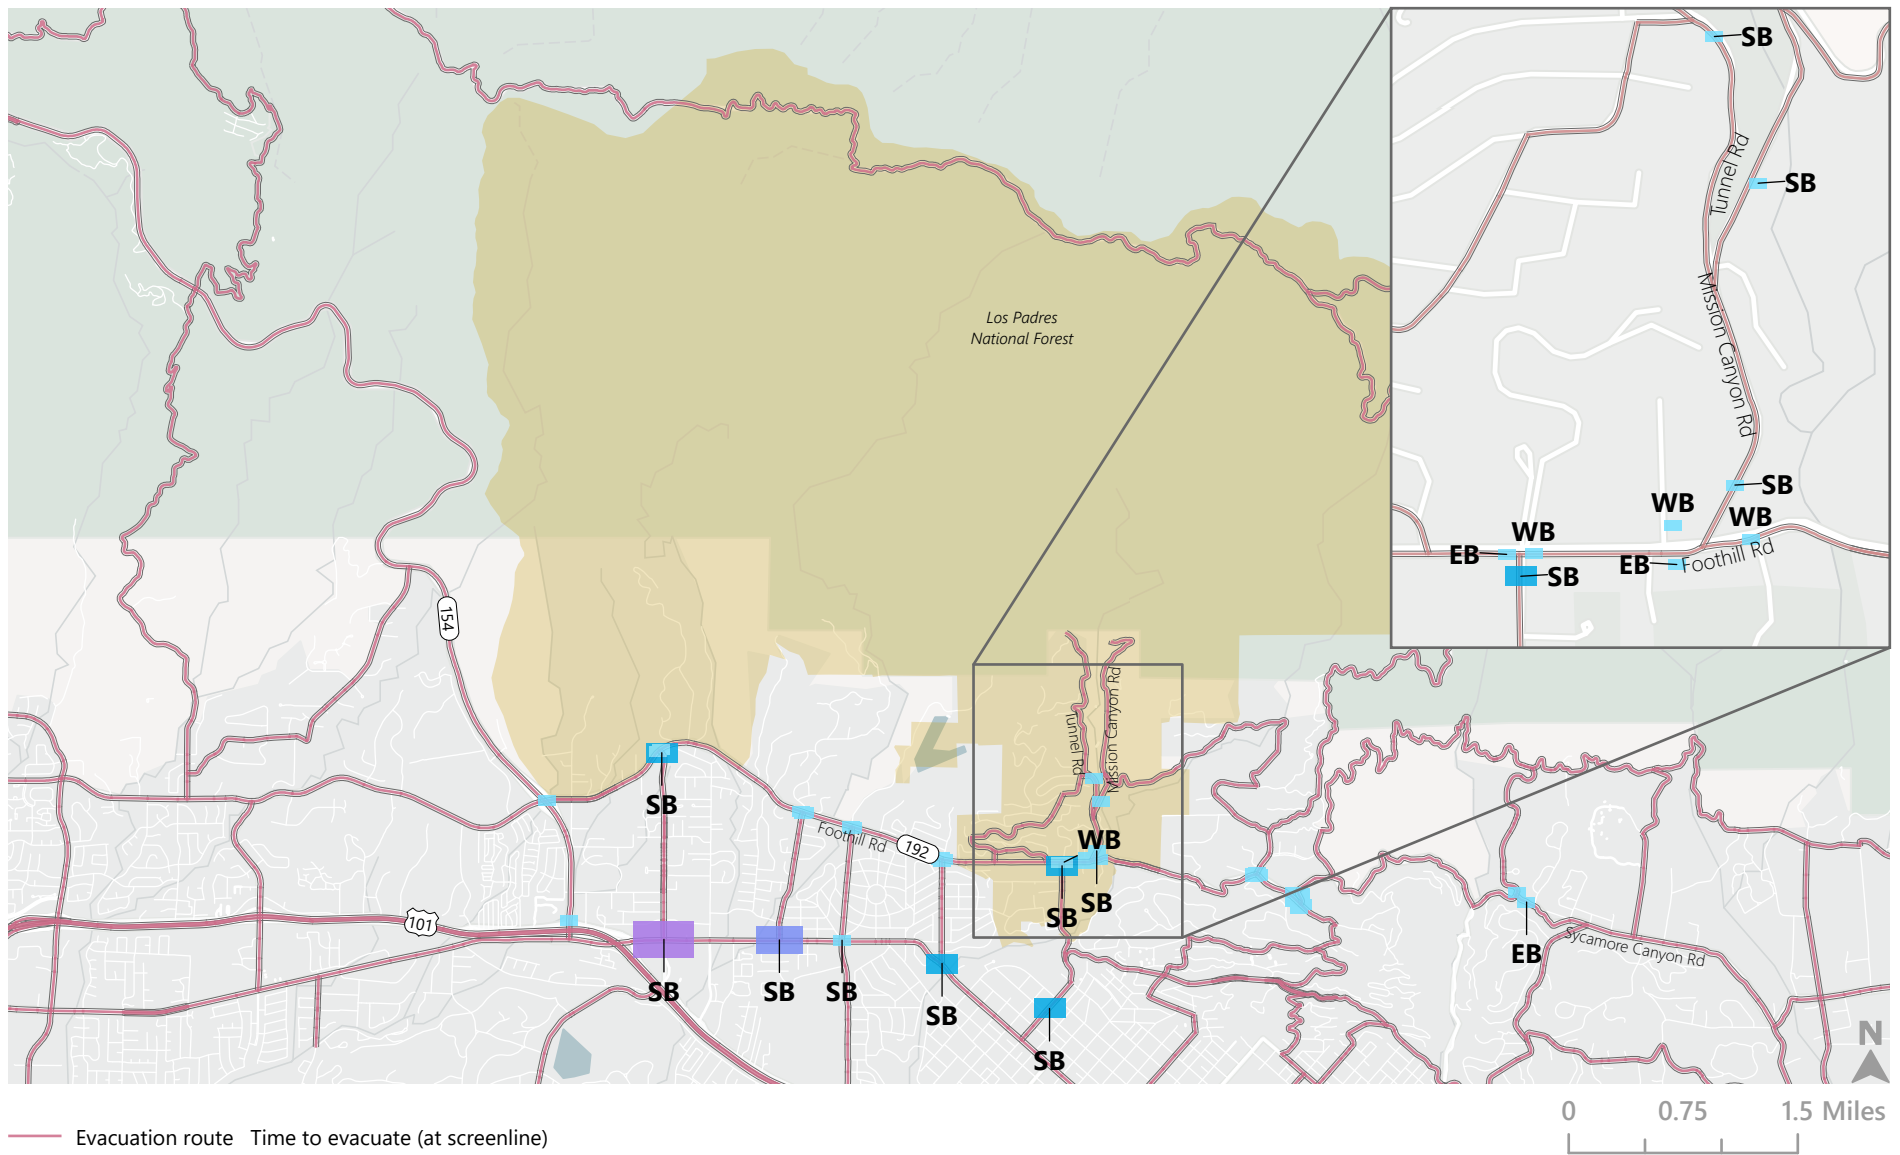 SB
Tunnel Rd
SB
Mission Canyon Rd
SB
WB
WB
WB
EB
EB
Foothill Rd
SB
Los Padres
National Forest
154
Tunnel Rd
Mission Canyon Rd
SB
Foothill Rd
192
WB
SB
SB
101
EB
Sycamore Canyon Rd
SB
SB
SB
SB
SB
N
0 0.75 1.5 Miles
Evacuation route Time to evacuate (at screenline)